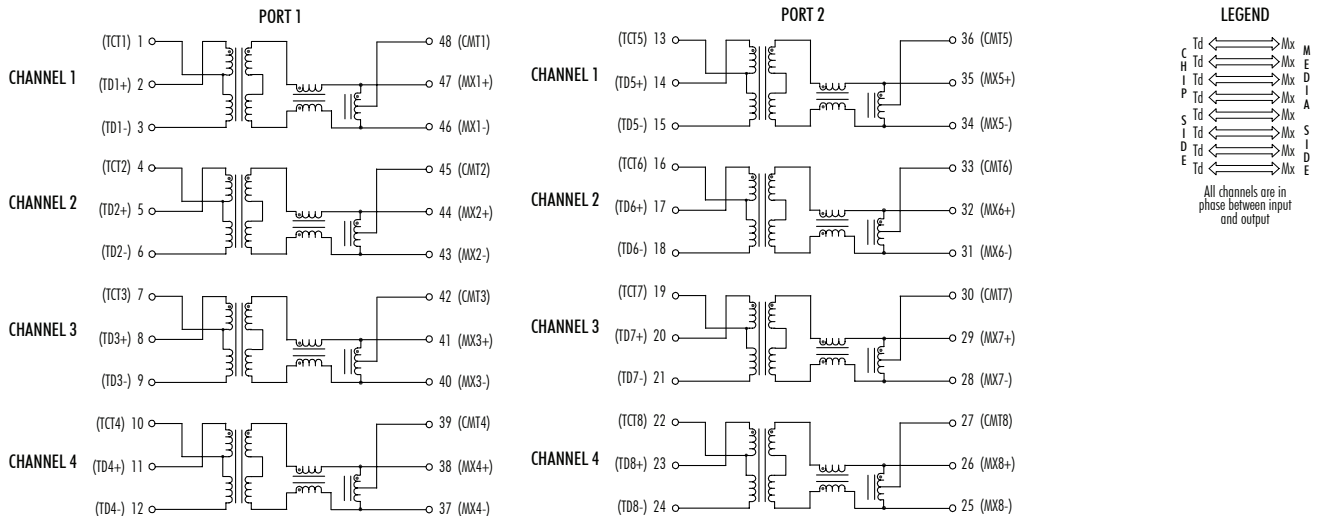 PORT 1
(TCT1) 1
48 (CMT1)
CHANNEL 1
(TD1+) 2
47 (MX1+)
(TD1-) 3
46 (MX1-)
(TCT2) 4
45 (CMT2)
CHANNEL 2
(TD2+) 5
44 (MX2+)
(TD2-) 6
43 (MX2-)
(TCT3) 7
42 (CMT3)
CHANNEL 3
(TD3+) 8
41 (MX3+)
(TD3-) 9
40 (MX3-)
(TCT4) 10
39 (CMT4)
CHANNEL 4
(TD4+) 11
38 (MX4+)
(TD4-) 12
37 (MX4-)
PORT 2
(TCT5) 13
36 (CMT5)
CHANNEL 1
(TD5+) 14
35 (MX5+)
(TD5-) 15
34 (MX5-)
(TCT6) 16
33 (CMT6)
CHANNEL 2
(TD6+) 17
32 (MX6+)
(TD6-) 18
31 (MX6-)
(TCT7) 19
30 (CMT7)
CHANNEL 3
(TD7+) 20
29 (MX7+)
(TD7-) 21
28 (MX7-)
(TCT8) 22
27 (CMT8)
CHANNEL 4
(TD8+) 23
26 (MX8+)
(TD8-) 24
25 (MX8-)
LEGEND
CHIP SIDE
Td Mx
Td Mx
Td Mx
Td Mx
Td Mx
Td Mx
Td Mx
Td Mx
MEDIA SIDE
All channels are in
phase between input
and output